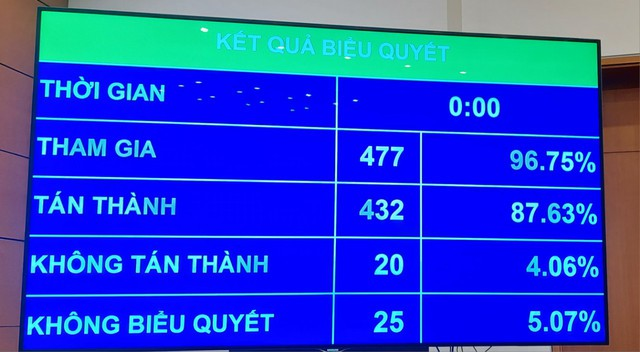 KẾT QUẢ BIỂU QUYẾT
THỜI GIAN 0:00
THAM GIA 477 96.75%
TÁN THÀNH 432 87.63%
KHÔNG TÁN THÀNH 20 4.06%
KHÔNG BIỂU QUYẾT 25 5.07%